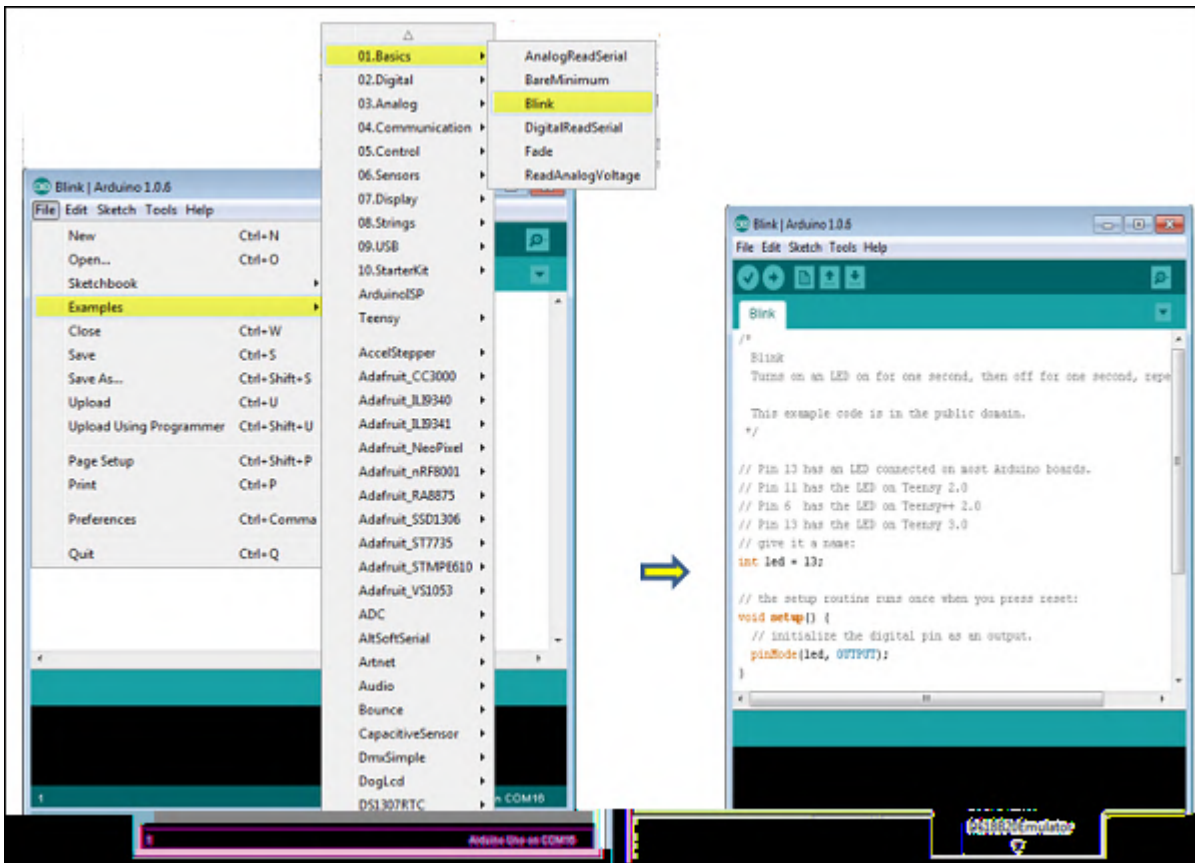 01.Basics
02.Digital
03.Analog
04.Communication
05.Control
06.Sensors
07.Display
08.Strings
09.USB
10.StarterKit
ArduinoISP
Teensy
AccelStepper
Adafruit_CC3000
Adafruit_ILI9340
Adafruit_ILI9341
Adafruit_NeoPixel
Adafruit_nRF8001
Adafruit_RA8875
Adafruit_SSD1306
Adafruit_ST7735
Adafruit_STMPE610
Adafruit_VS1053
ADC
AltSoftSerial
Artnet
Audio
Bounce
CapacitiveSensor
DmxSimple
DogLcd
DS1307RTC
AnalogReadSerial
BareMinimum
Blink
DigitalReadSerial
Fade
ReadAnalogVoltage
Blink | Arduino 1.0.6
File Edit Sketch Tools Help
New Ctrl+N
Open... Ctrl+O
Sketchbook
Examples
Close Ctrl+W
Save Ctrl+S
Save As... Ctrl+Shift+S
Upload Ctrl+U
Upload Using Programmer Ctrl+Shift+U
Page Setup Ctrl+Shift+P
Print Ctrl+P
Preferences Ctrl+Comma
Quit Ctrl+Q
1
n COM16
1 Arduino Uno on COM16
Blink | Arduino 1.0.6
File Edit Sketch Tools Help
Blink
/*
Blink
Turns on an LED on for one second, then off for one second, repe
This example code is in the public domain.
*/
// Pin 13 has an LED connected on most Arduino boards.
// Pin 11 has the LED on Teensy 2.0
// Pin 6 has the LED on Teensy++ 2.0
// Pin 13 has the LED on Teensy 3.0
// give it a name:
int led = 13;
// the setup routine runs once when you press reset:
void setup() {
// initialize the digital pin as an output.
pinMode(led, OUTPUT);
}